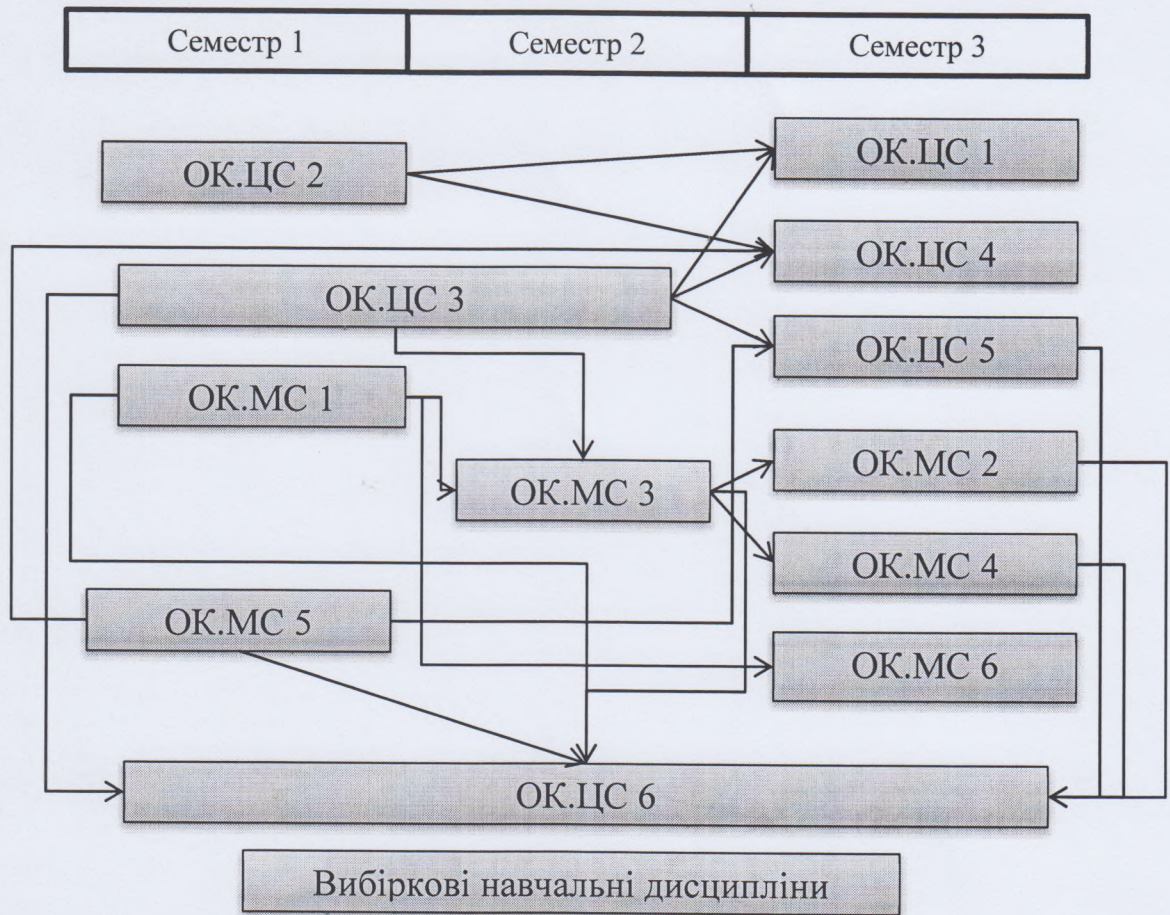 Семестр 1
Семестр 2
Семестр 3
ОК.ЦС 2
ОК.ЦС 1
ОК.ЦС 4
ОК.ЦС 3
ОК.ЦС 5
ОК.МС 1
ОК.МС 2
ОК.МС 3
ОК.МС 4
ОК.МС 5
ОК.МС 6
ОК.ЦС 6
Вибіркові навчальні дисципліни